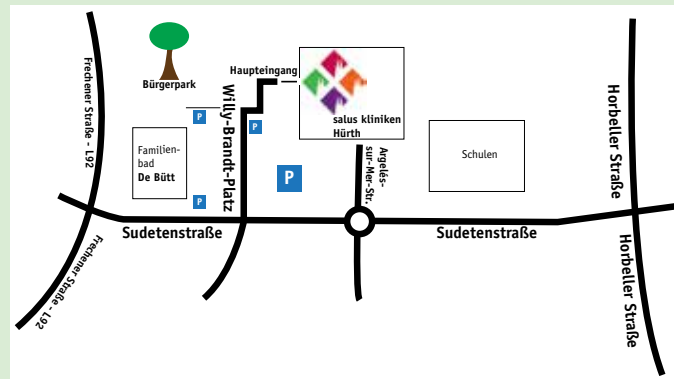 Frechener Straße - L92
Bürgerpark
Haupteingang
salus kliniken
Hürth
Willy-Brandt-Platz
P
P
P
P
Familien-
bad
De Bütt
Argelés-
sur-Mer-Str.
Schulen
Horbeller Straße
Sudetenstraße
Sudetenstraße
Frechener Straße - L92
Horbeller Straße